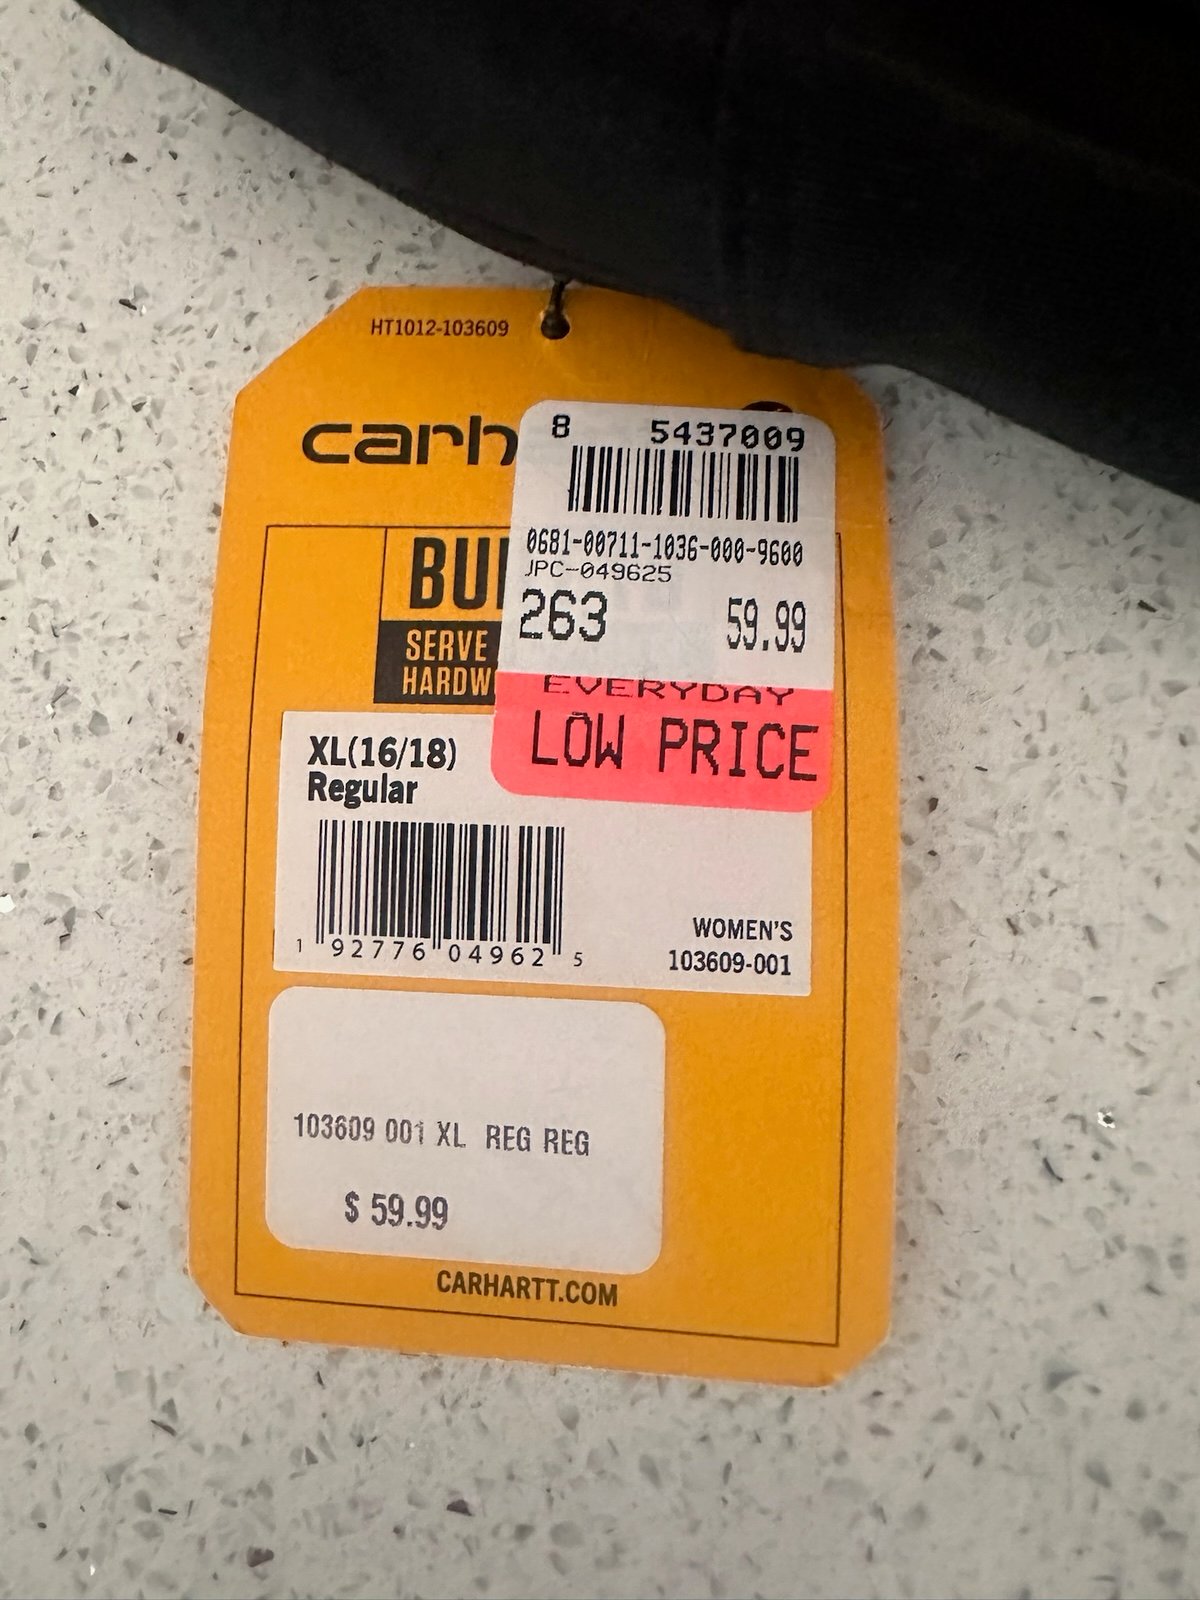 HT1012-103609
carh
8 5437009
0681-00711-1036-000-9600
JPC-049625
263 59.99
EVERYDAY
LOW PRICE
BU
SERVE
HARDW
XL(16/18)
Regular
1 92776 04962 5
WOMEN'S
103609-001
103609 001 XL REG REG
$ 59.99
CARHARTT.COM